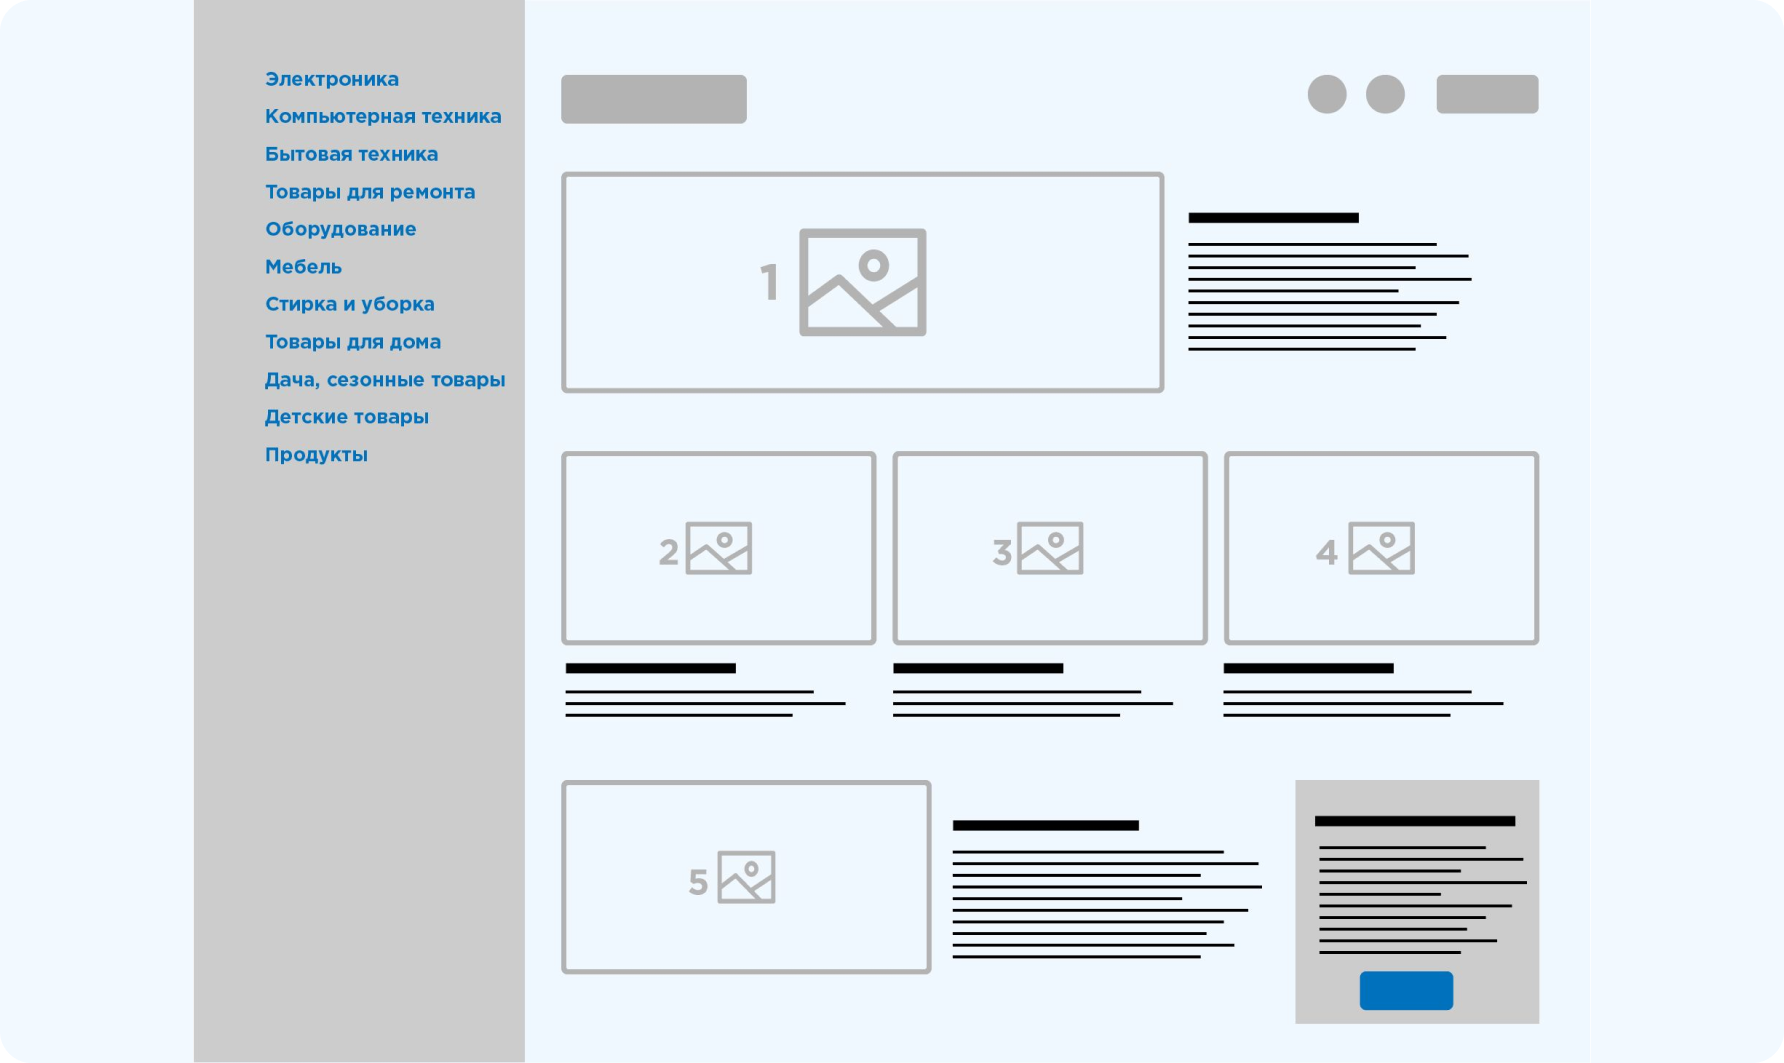 Электроника
Компьютерная техника
Бытовая техника
Товары для ремонта
Оборудование
Мебель
Стирка и уборка
Товары для дома
Дача, сезонные товары
Детские товары
Продукты
1
2
3
4
5